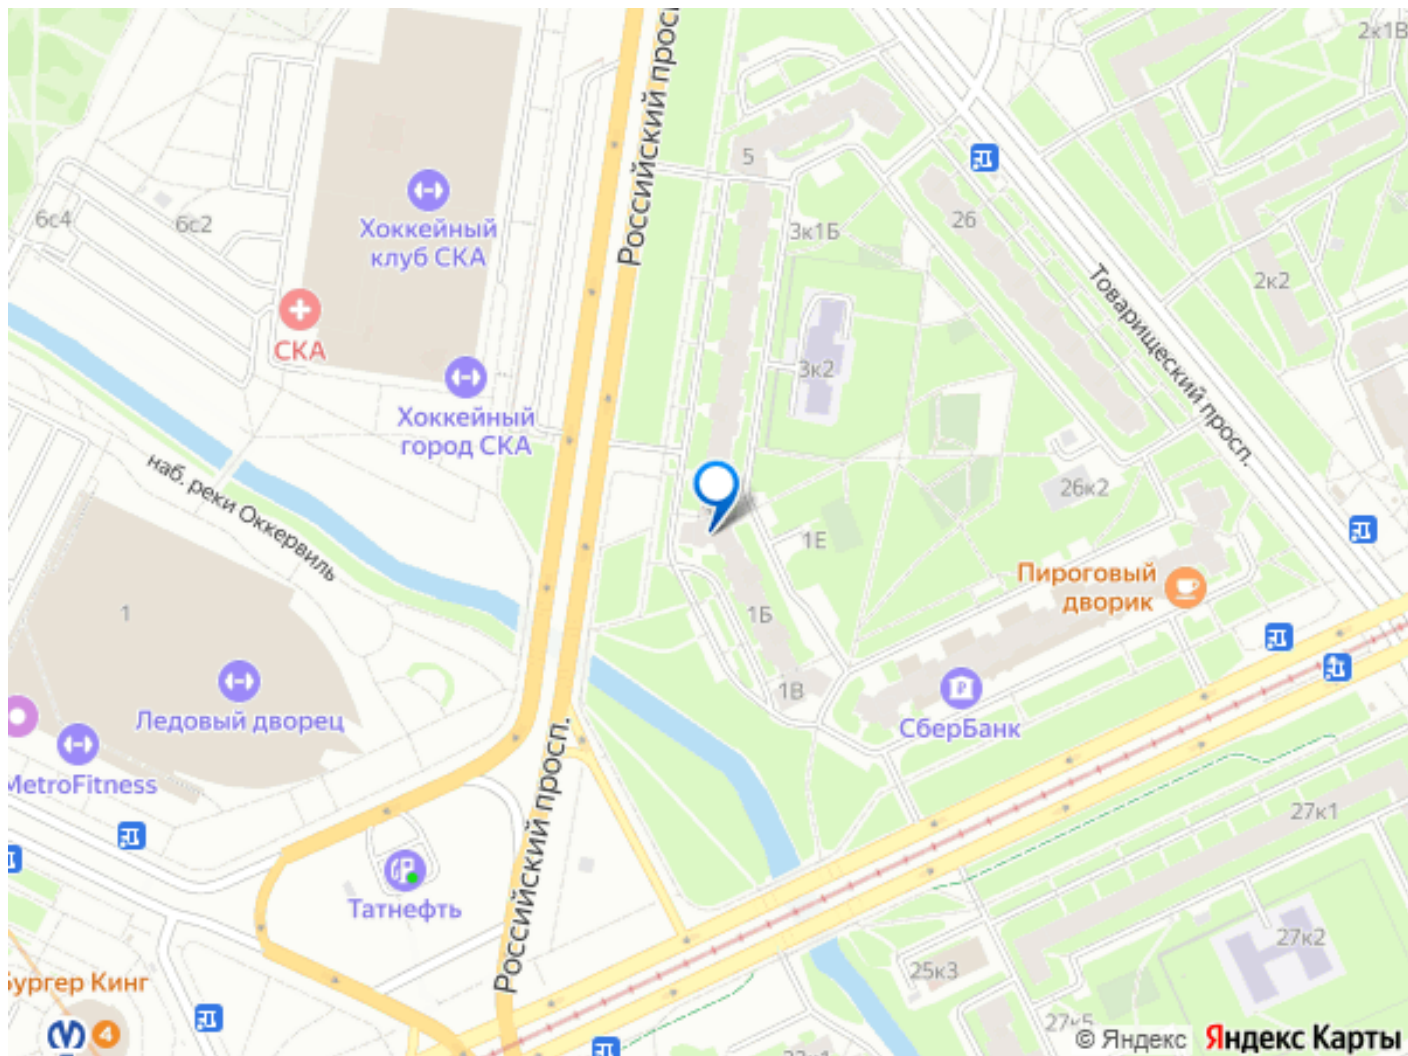 2к1В
Российский просп
5
6с4
6с2
Хоккейный
клуб СКА
3к1Б
26
2к2
Товарищеский просп.
СКА
3к2
Хоккейный
город СКА
наб. реки Оккервиль
26к2
1Е
Пироговый
дворик
1
1Б
1В
Ледовый дворец
СберБанк
MetroFitness
Российский просп.
27к1
Татнефть
27к2
25к3
Бургер Кинг
4
27к5
© Яндекс Яндекс Карты